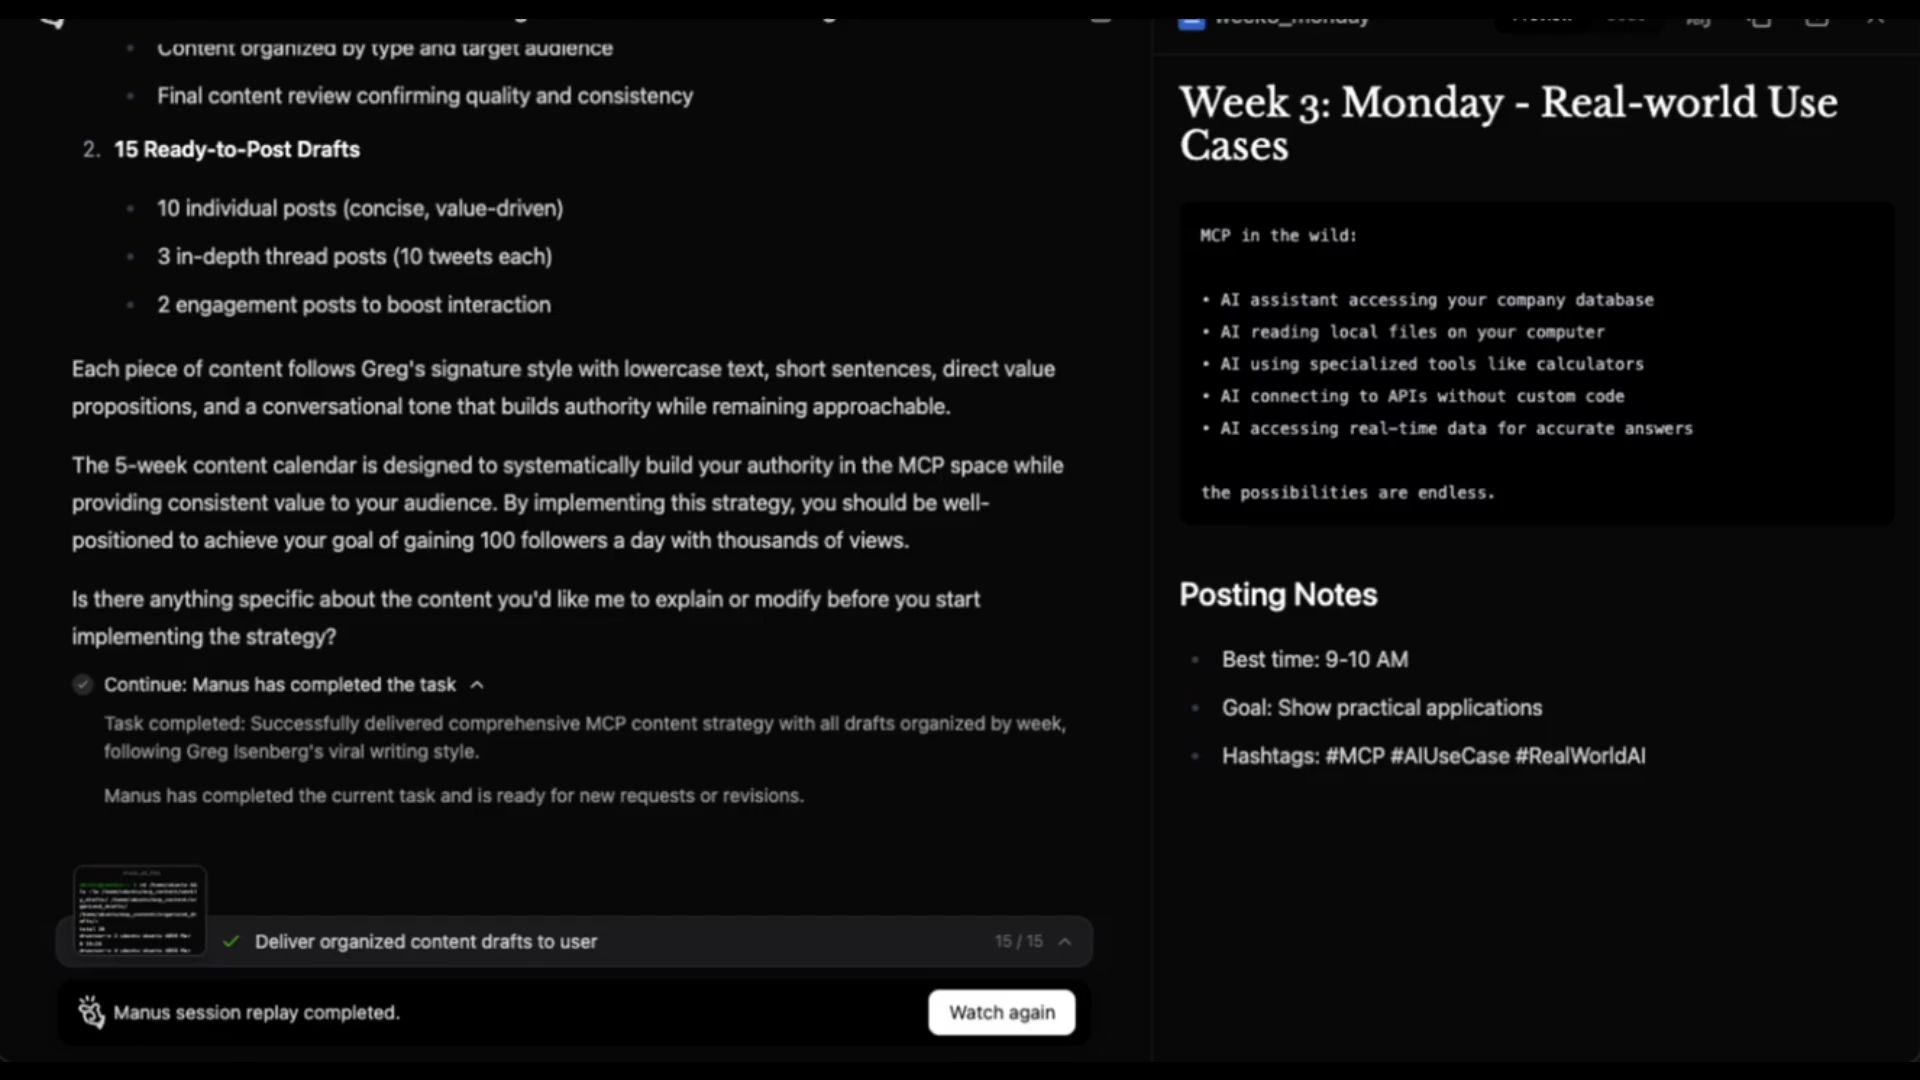 Content organized by type and target audience
Final content review confirming quality and consistency
2. 15 Ready-to-Post Drafts
10 individual posts (concise, value-driven)
3 in-depth thread posts (10 tweets each)
2 engagement posts to boost interaction
Each piece of content follows Greg's signature style with lowercase text, short sentences, direct value
propositions, and a conversational tone that builds authority while remaining approachable.
The 5-week content calendar is designed to systematically build your authority in the MCP space while
providing consistent value to your audience. By implementing this strategy, you should be well-
positioned to achieve your goal of gaining 100 followers a day with thousands of views.
Is there anything specific about the content you'd like me to explain or modify before you start
implementing the strategy?
Continue: Manus has completed the task
Task completed: Successfully delivered comprehensive MCP content strategy with all drafts organized by week,
following Greg Isenberg's viral writing style.
Manus has completed the current task and is ready for new requests or revisions.
Deliver organized content drafts to user
15 / 15
Manus session replay completed.
Watch again
Week 3: Monday - Real-world Use
Cases
MCP in the wild:
• AI assistant accessing your company database
• AI reading local files on your computer
• AI using specialized tools like calculators
• AI connecting to APIs without custom code
• AI accessing real-time data for accurate answers
the possibilities are endless.
Posting Notes
Best time: 9-10 AM
Goal: Show practical applications
Hashtags: #MCP #AIUseCase #RealWorldAI